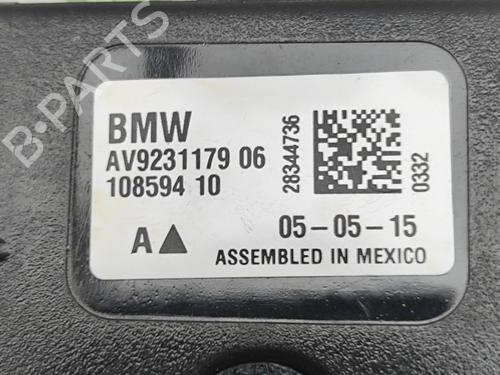 B-PARTS
BMW
AV9231179 06
108594 10
28344736
0332
A▲
05-05-15
ASSEMBLED IN MEXICO